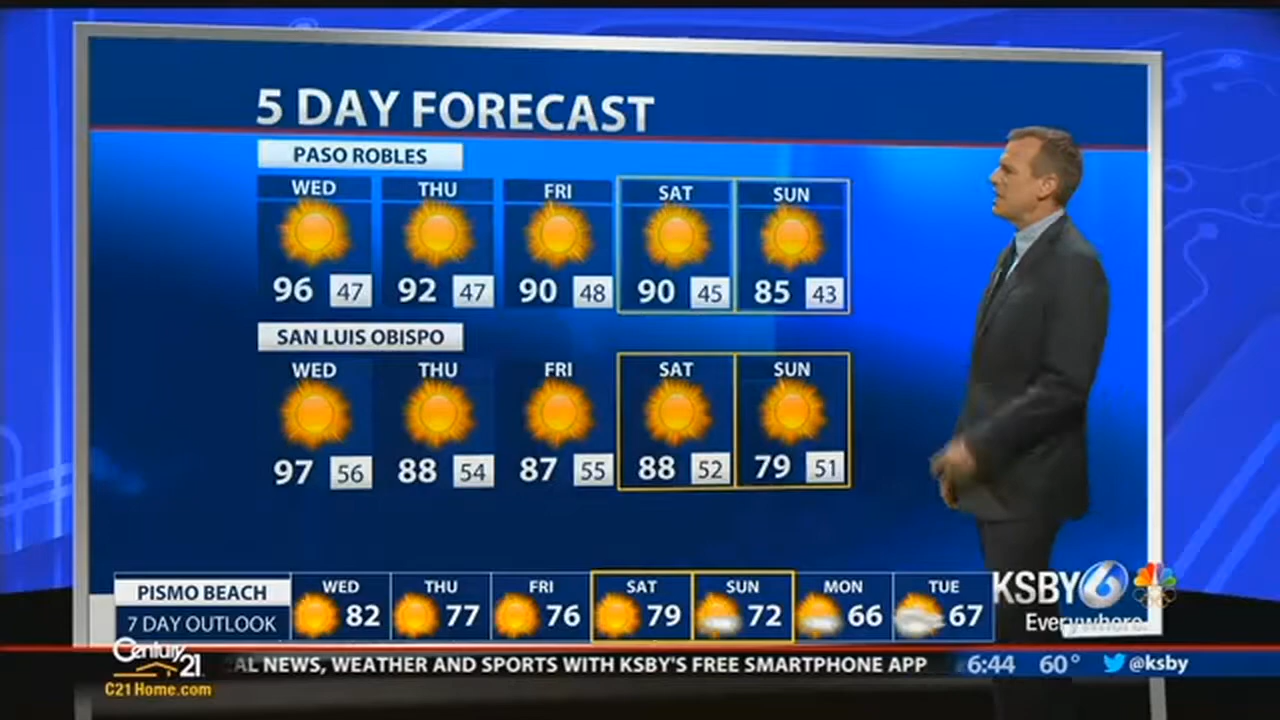 5 DAY FORECAST
PASO ROBLES
WED THU FRI SAT SUN
96 47 92 47 90 48 90 45 85 43
SAN LUIS OBISPO
WED THU FRI SAT SUN
97 56 88 54 87 55 88 52 79 51
PISMO BEACH
7 DAY OUTLOOK
WED THU FRI SAT SUN MON TUE
82 77 76 79 72 66 67
KSBY 6
Everywhere.
Century 21
C21Home.com
AL NEWS, WEATHER AND SPORTS WITH KSBY'S FREE SMARTPHONE APP
6:44 60° @ksby